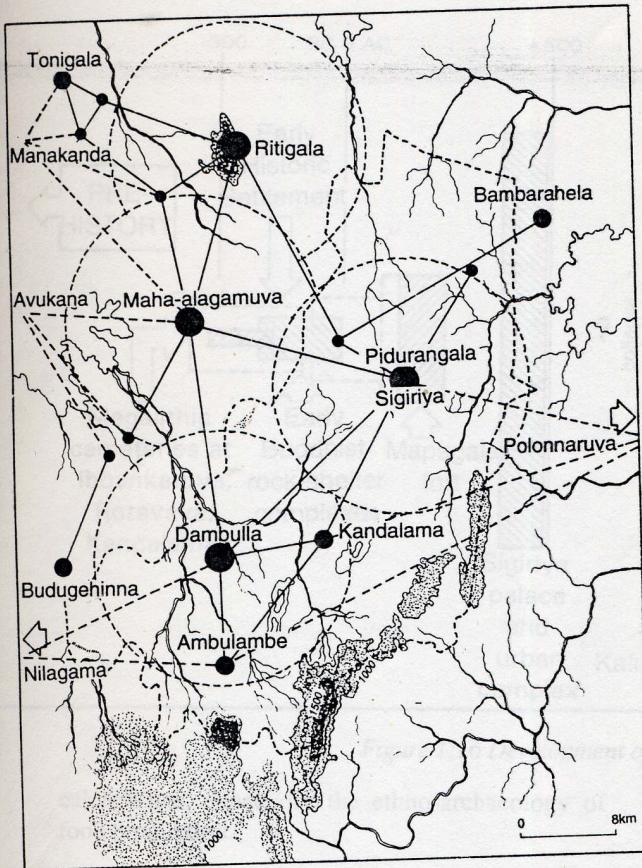 Tonigala
Manakanda
Ritigala
Bambarahela
Avukana
Maha-alagamuva
Pidurangala
Sigiriya
Polonnaruva
Dambulla
Kandalama
Budugehinna
Ambulambe
Nilagama
1000
1500
1000
1000
0
8km